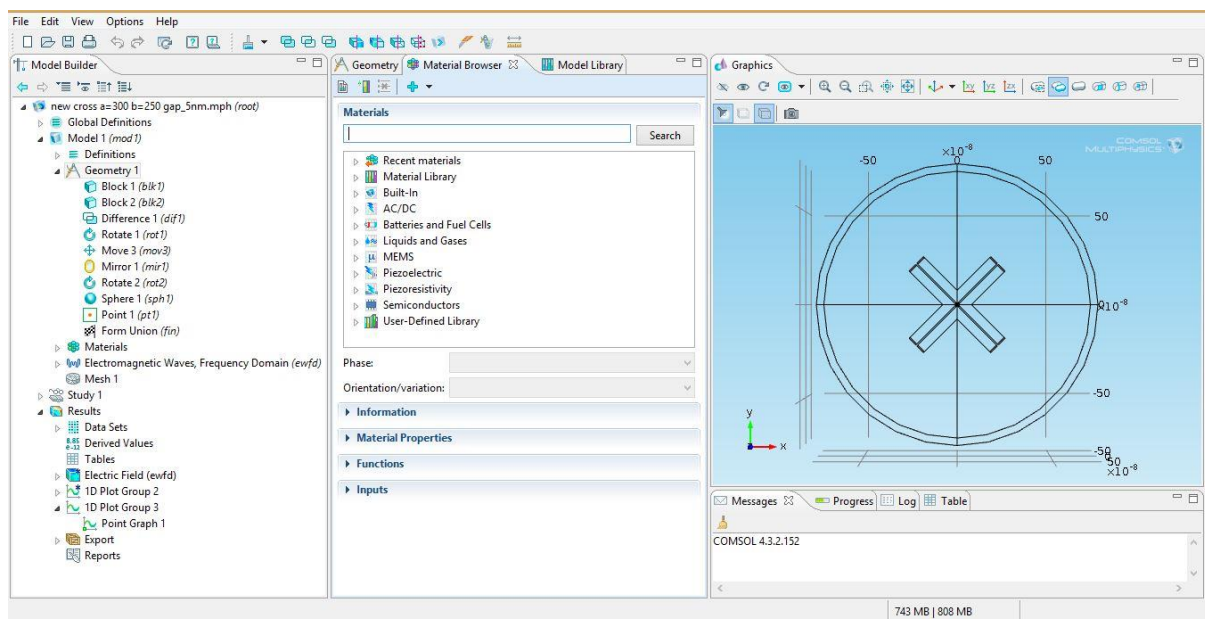 File Edit View Options Help
Model Builder
new cross a=300 b=250 gap_5nm.mph (root)
Global Definitions
Model 1 (mod1)
Definitions
Geometry 1
Block 1 (blk1)
Block 2 (blk2)
Difference 1 (dif1)
Rotate 1 (rot1)
Move 3 (mov3)
Mirror 1 (mir1)
Rotate 2 (rot2)
Sphere 1 (sph1)
Point 1 (pt1)
Form Union (fin)
Materials
Electromagnetic Waves, Frequency Domain (ewfd)
Mesh 1
Study 1
Results
Data Sets
8.85
e-12
Derived Values
Tables
Electric Field (ewfd)
1D Plot Group 2
1D Plot Group 3
Point Graph 1
Export
Reports
Geometry Material Browser Model Library
Materials
Search
Recent materials
Material Library
Built-In
AC/DC
Batteries and Fuel Cells
Liquids and Gases
MEMS
Piezoelectric
Piezoresistivity
Semiconductors
User-Defined Library
Phase:
Orientation/variation:
Information
Material Properties
Functions
Inputs
Graphics
xy yz zx
COMSOL
MULTIPHYSICS
×10⁻⁸
-50 0 50
50
0
×10⁻⁸
-50
y
x
-50
50
×10⁻⁸
Messages Progress Log Table
COMSOL 4.3.2.152
743 MB | 808 MB